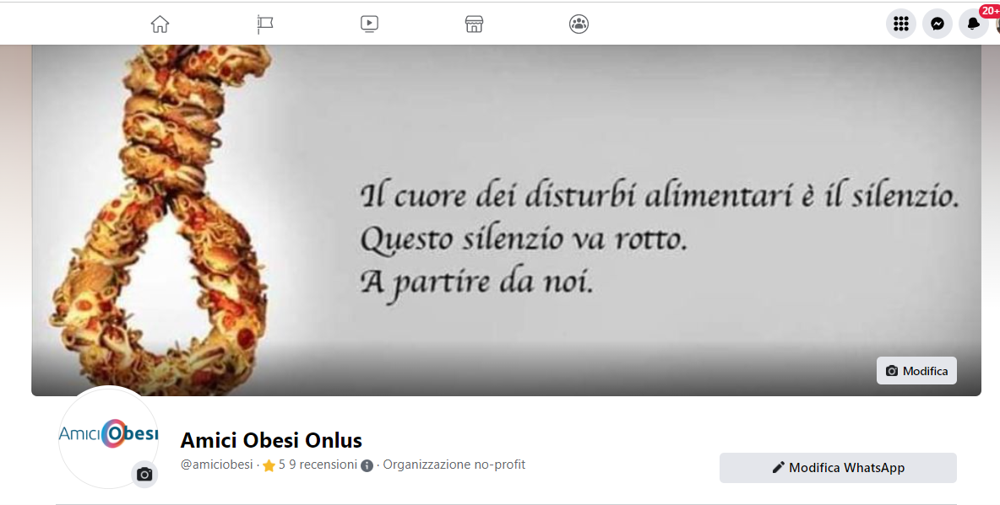 20+
Il cuore dei disturbi alimentari è il silenzio.
Questo silenzio va rotto.
A partire da noi.
Modifica
Amici Obesi
Amici Obesi Onlus
@amiciobesi · 5 9 recensioni · Organizzazione no-profit
Modifica WhatsApp